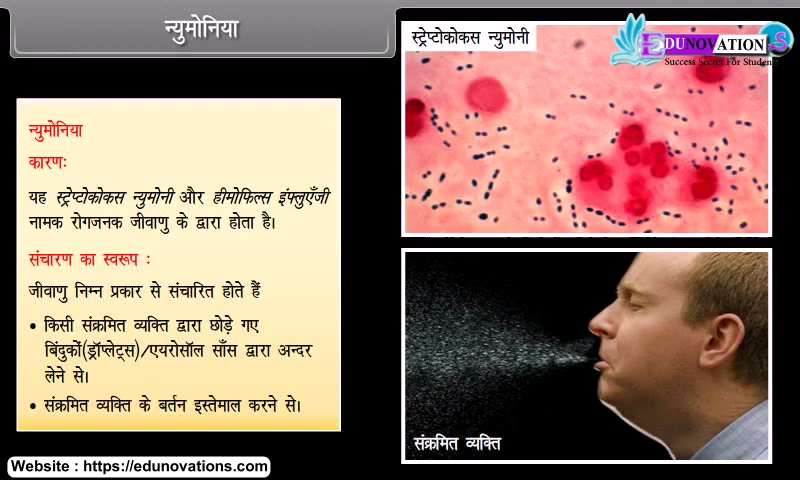 न्युमोनिया
स्ट्रेप्टोकोकस न्युमोनी
EDUNOVATIONS
Success Secret For Students
न्युमोनिया
कारणः
यह स्ट्रेप्टोकोकस न्युमोनी और हीमोफिल्स इंफ्लुएँजी
नामक रोगजनक जीवाणु के द्वारा होता है।
संचारण का स्वरूप :
जीवाणु निम्न प्रकार से संचारित होते हैं
• किसी संक्रमित व्यक्ति द्वारा छोड़े गए
बिंदुकों(ड्रॉप्लेट्स)/एयरोसॉल साँस द्वारा अन्दर
लेने से।
• संक्रमित व्यक्ति के बर्तन इस्तेमाल करने से।
संक्रमित व्यक्ति
Website : https://edunovations.com